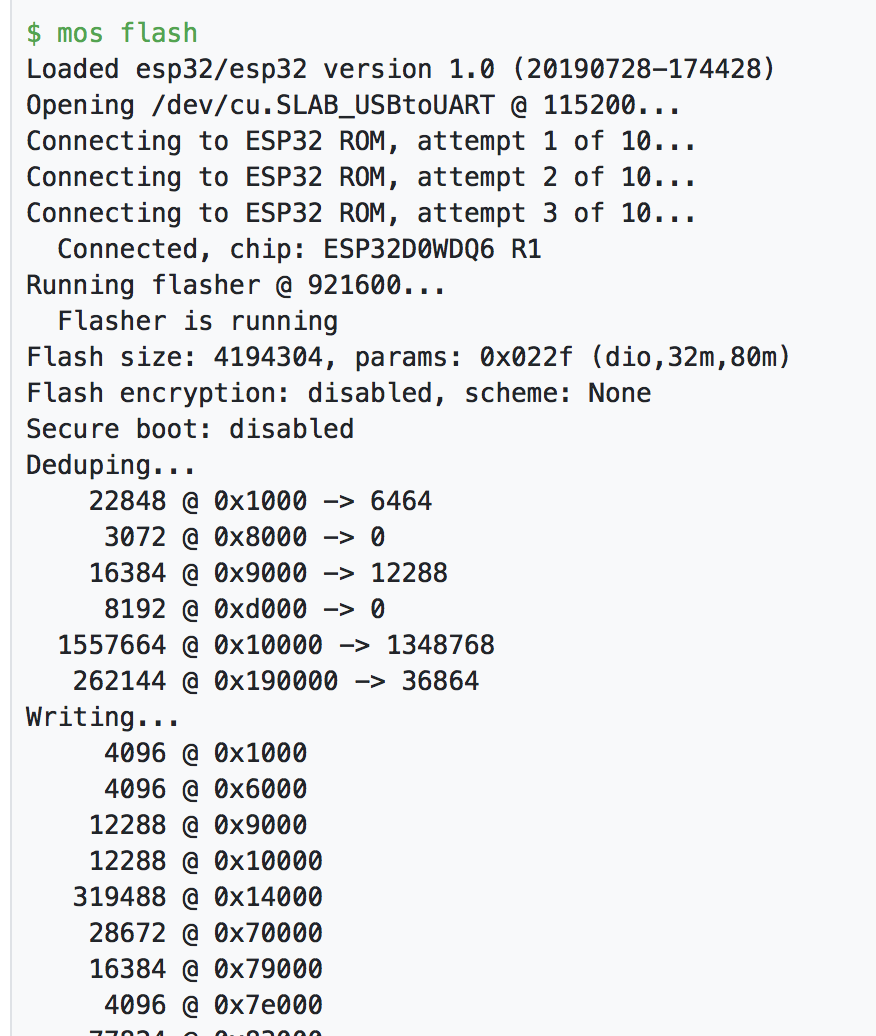 $ mos flash
Loaded esp32/esp32 version 1.0 (20190728-174428)
Opening /dev/cu.SLAB_USBtoUART @ 115200...
Connecting to ESP32 ROM, attempt 1 of 10...
Connecting to ESP32 ROM, attempt 2 of 10...
Connecting to ESP32 ROM, attempt 3 of 10...
  Connected, chip: ESP32D0WDQ6 R1
Running flasher @ 921600...
  Flasher is running
Flash size: 4194304, params: 0x022f (dio,32m,80m)
Flash encryption: disabled, scheme: None
Secure boot: disabled
Deduping...
    22848 @ 0x1000 -> 6464
     3072 @ 0x8000 -> 0
    16384 @ 0x9000 -> 12288
     8192 @ 0xd000 -> 0
  1557664 @ 0x10000 -> 1348768
   262144 @ 0x190000 -> 36864
Writing...
     4096 @ 0x1000
     4096 @ 0x6000
    12288 @ 0x9000
    12288 @ 0x10000
   319488 @ 0x14000
    28672 @ 0x70000
    16384 @ 0x79000
     4096 @ 0x7e000